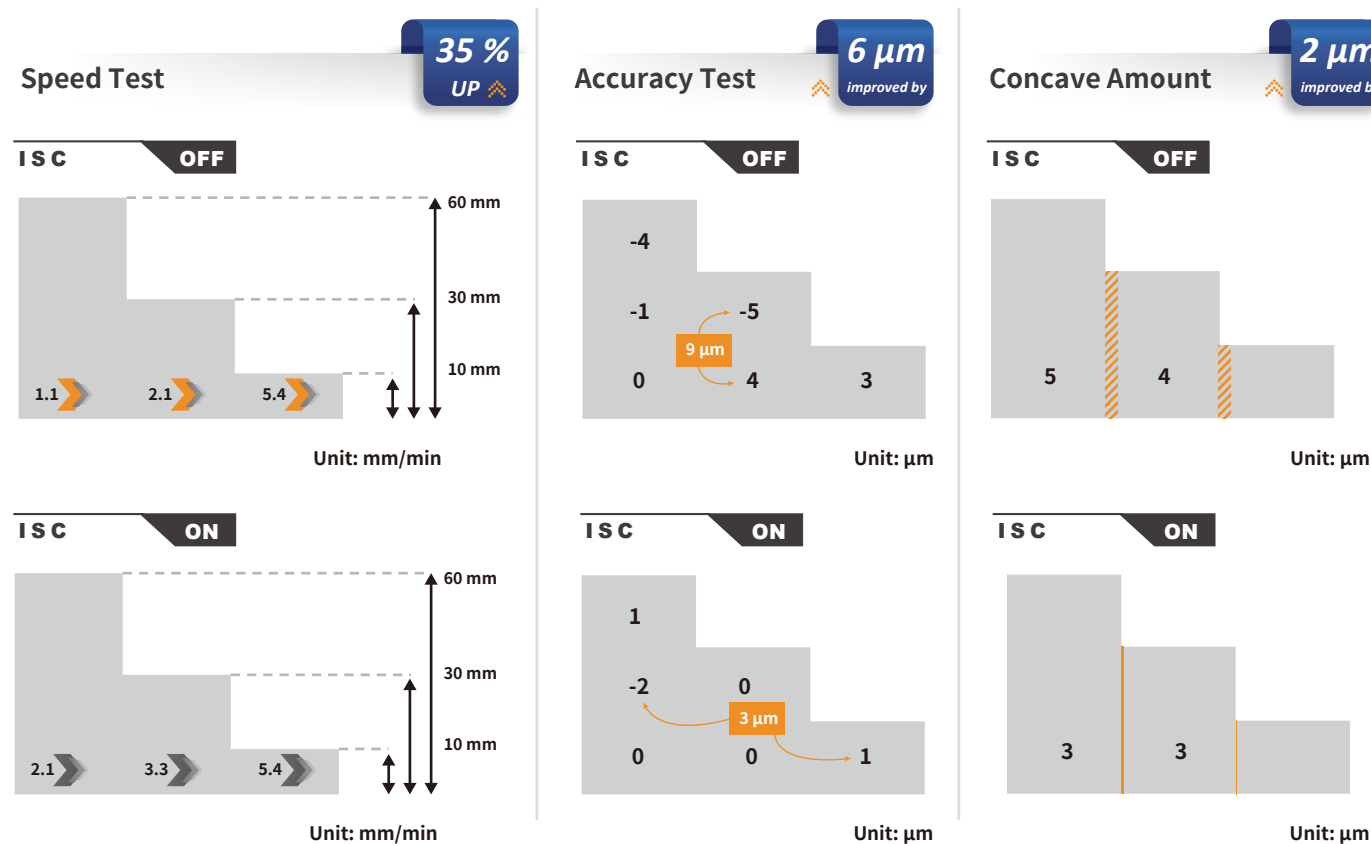 Speed Test
35 %
UP
ISC OFF
60 mm
30 mm
10 mm
1.1 2.1 5.4
Unit: mm/min
ISC ON
60 mm
30 mm
10 mm
2.1 3.3 5.4
Unit: mm/min
Accuracy Test
6 μm
improved by
ISC OFF
-4
-1 -5
9 μm
0 4 3
Unit: μm
ISC ON
1
-2 0
3 μm
0 0 1
Unit: μm
Concave Amount
2 μm
improved b
ISC OFF
5 4
Unit: μm
ISC ON
3 3
Unit: μm